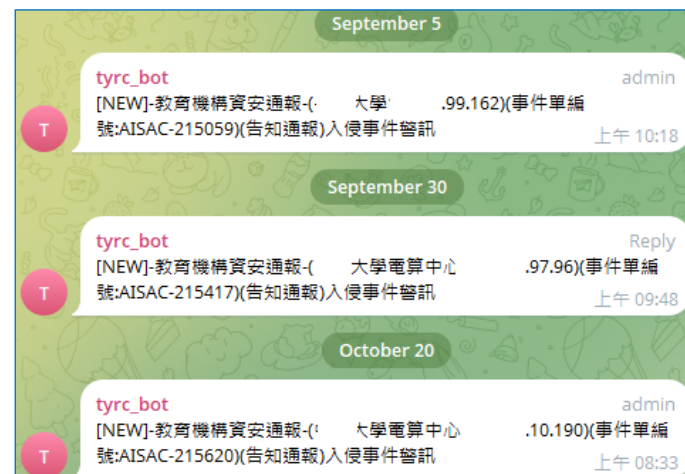 September 5
tyrc_bot
admin
[NEW]-教育機構資安通報-( 大學 .99.162)(事件單編
號:AISAC-215059)(告知通報)入侵事件警訊
上午 10:18
T
September 30
tyrc_bot
Reply
[NEW]-教育機構資安通報-( 大學電算中心 .97.96)(事件單編
號:AISAC-215417)(告知通報)入侵事件警訊
上午 09:48
T
October 20
tyrc_bot
admin
[NEW]-教育機構資安通報-( 大學電算中心 .10.190)(事件單編
號:AISAC-215620)(告知通報)入侵事件警訊
上午 08:33
T